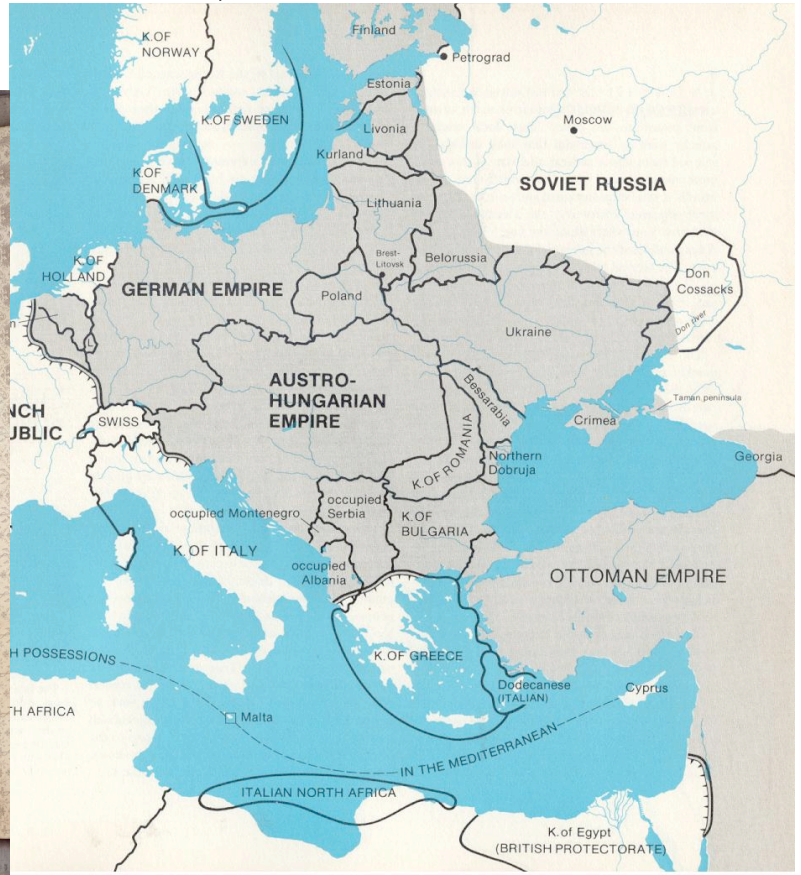 Finland
K.OF
NORWAY
Petrograd
Estonia
K.OF SWEDEN
Livonia
Moscow
Kurland
K.OF
DENMARK
SOVIET RUSSIA
Lithuania
Brest-
Litovsk
Belorussia
K.OF
HOLLAND
Don
Cossacks
GERMAN EMPIRE
Poland
Don river
Ukraine
AUSTRO-
HUNGARIAN
EMPIRE
Bessarabia
Taman peninsula
NCH
UBLIC
SWISS
Crimea
K.OF ROMANIA
Northern
Dobruja
Georgia
occupied
Serbia
occupied Montenegro
K.OF
BULGARIA
K.OF ITALY
occupied
Albania
OTTOMAN EMPIRE
K.OF GREECE
H POSSESSIONS
Dodecanese
(ITALIAN)
Cyprus
TH AFRICA
Malta
IN THE MEDITERRANEAN
ITALIAN NORTH AFRICA
K.of Egypt
(BRITISH PROTECTORATE)